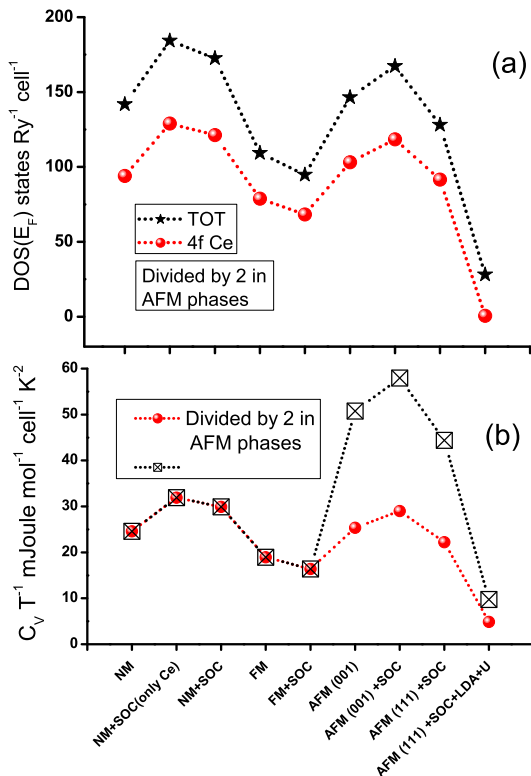 200
150
100
50
0
DOS(E_F) states Ry⁻¹ cell⁻¹
(a)
TOT
4f Ce
Divided by 2 in
AFM phases
60
50
40
30
20
10
0
C_V T⁻¹ mJoule mol⁻¹ cell⁻¹ K⁻²
(b)
Divided by 2 in
AFM phases
NM
NM+SOC(only Ce)
NM+SOC
FM
FM+SOC
AFM (001)
AFM (001) +SOC
AFM (111) +SOC
AFM (111) +SOC+LDA+U